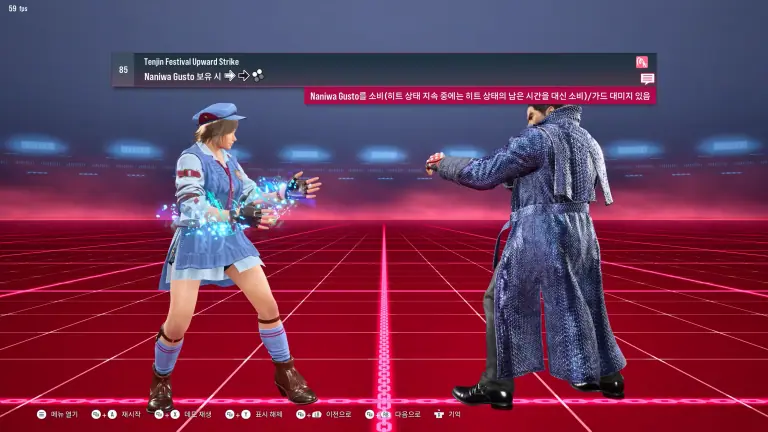 59 fps
Tenjin Festival Upward Strike
85
Naniwa Gusto 보유 시
Naniwa Gusto를 소비(히트 상태 지속 중에는 히트 상태의 남은 시간을 대신 소비)/가드 대미지 있음
메뉴 열기 + 재시작 + 데모 재생 + 표시 해제 + 이전으로 + 다음으로 기억